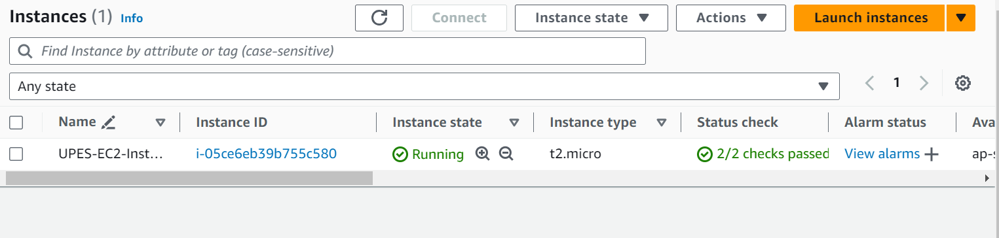 Instances (1) Info Connect Instance state Actions Launch instances
Find Instance by attribute or tag (case-sensitive)
Any state 1
Name Instance ID Instance state Instance type Status check Alarm status Ava
UPES-EC2-Inst... i-05ce6eb39b755c580 Running t2.micro 2/2 checks passed View alarms ap-s